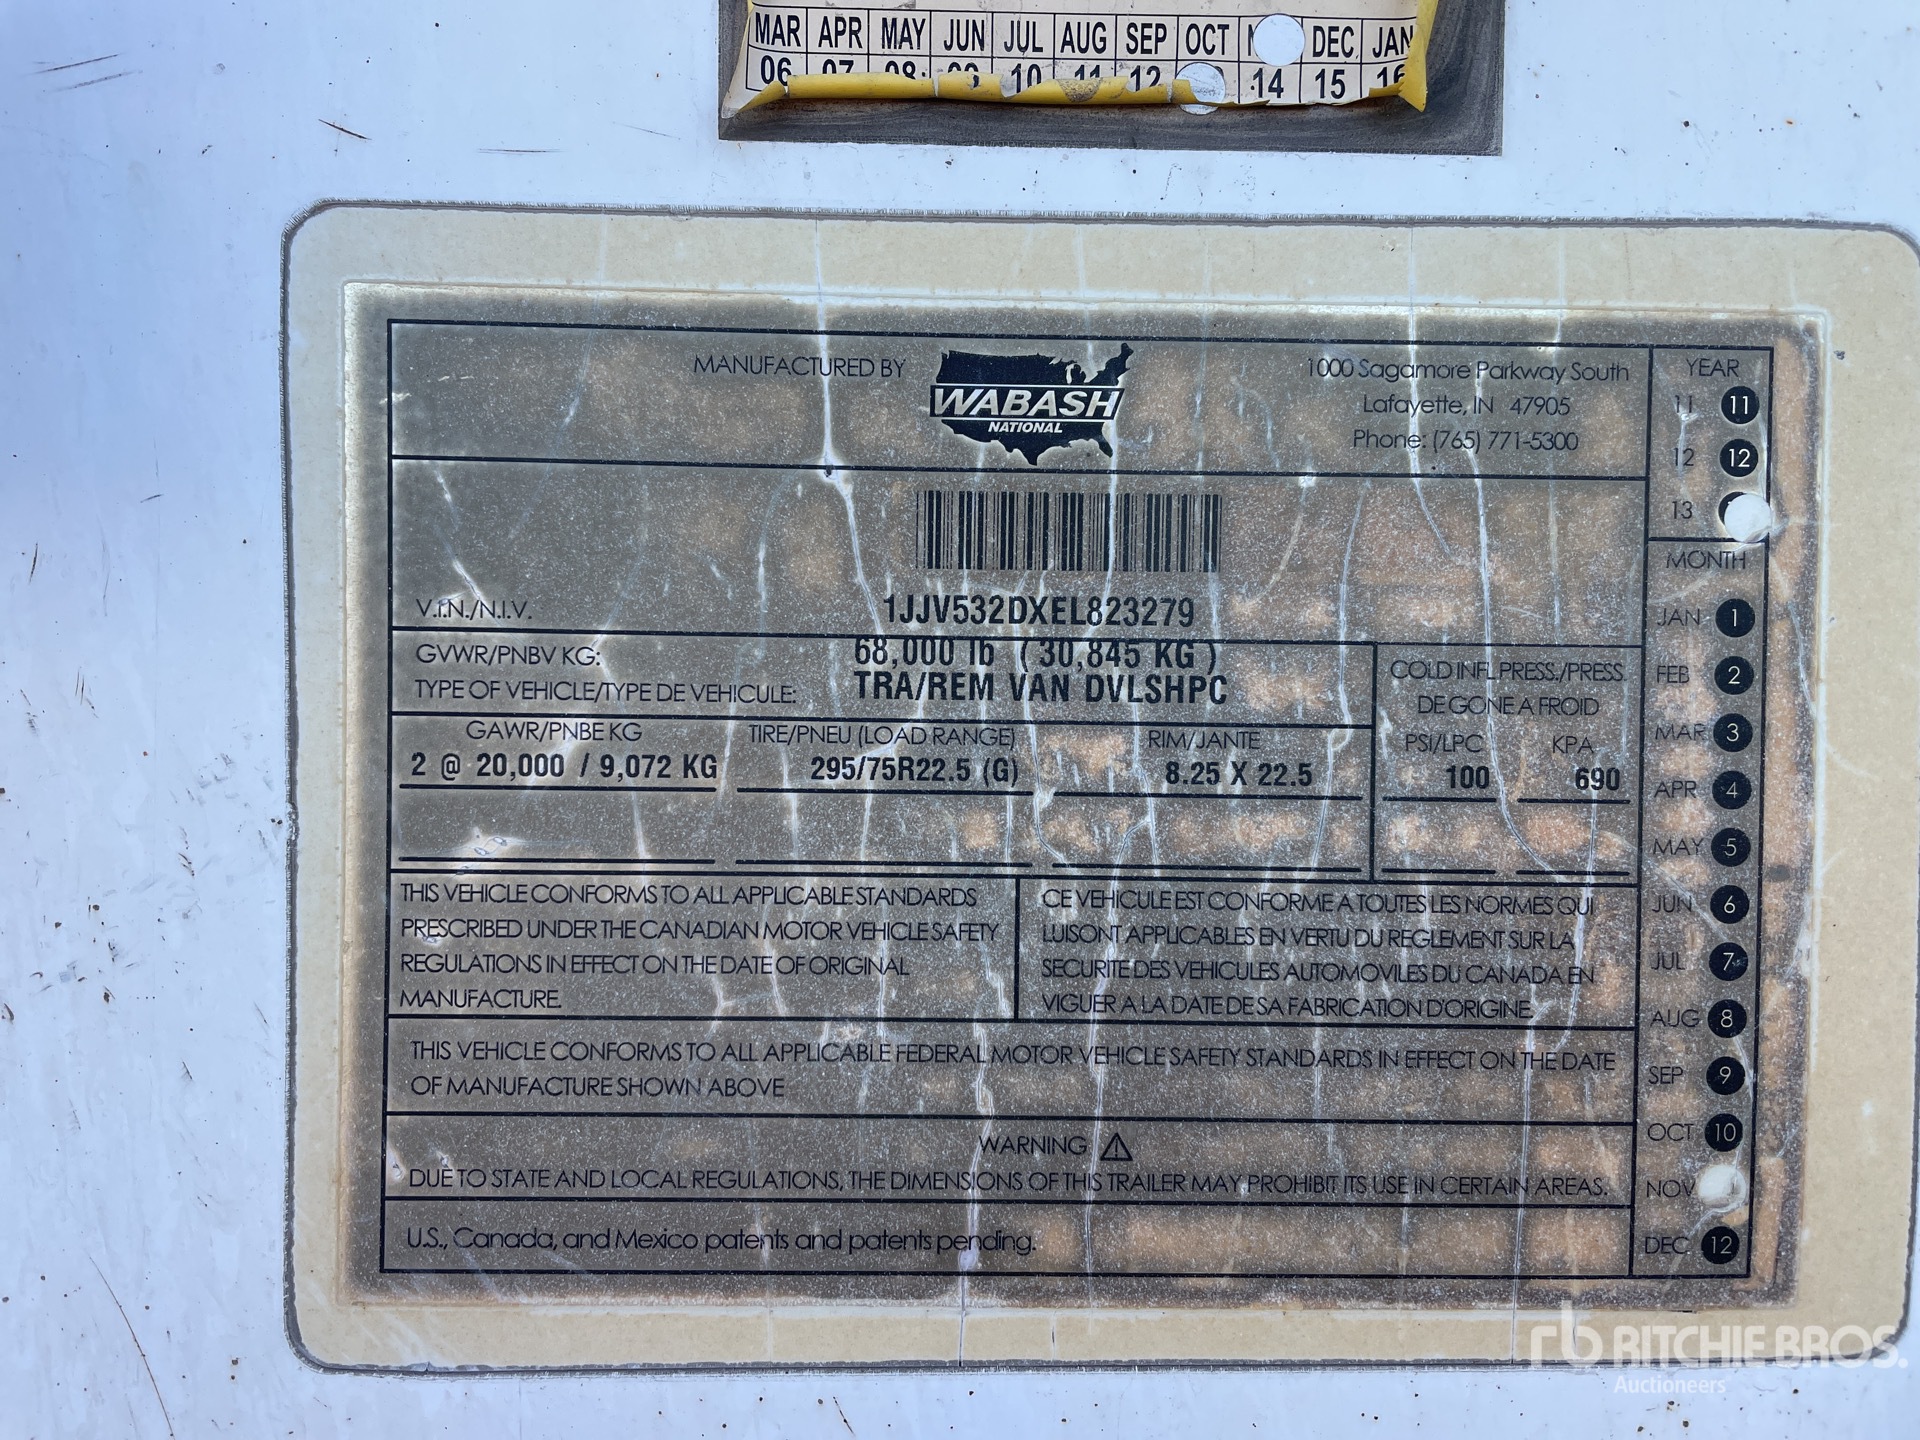 MAR APR MAY JUN JUL AUG SEP OCT DEC JAN
06 07 08 09 10 11 12 14 15 16
MANUFACTURED BY
WABASH
NATIONAL
1000 Sagamore Parkway South
Lafayette, IN 47905
Phone: (765) 771-5300
YEAR
11 11
12 12
13
V.I.N./N.I.V. 1JJV532DXEL823279
GVWR/PNBV KG: 68,000 lb ( 30,845 KG )
TYPE OF VEHICLE/TYPE DE VEHICULE: TRA/REM VAN DVLSHPC
COLD INFL.PRESS./PRESS.
DE GONE A FROID
GAWR/PNBE KG TIRE/PNEU (LOAD RANGE) RIM/JANTE PSI/LPC KPA
2 @ 20,000 / 9,072 KG 295/75R22.5 (G) 8.25 X 22.5 100 690
MONTH
JAN 1
FEB 2
MAR 3
APR 4
MAY 5
JUN 6
JUL 7
AUG 8
SEP 9
OCT 10
NOV
DEC 12
THIS VEHICLE CONFORMS TO ALL APPLICABLE STANDARDS
PRESCRIBED UNDER THE CANADIAN MOTOR VEHICLE SAFETY
REGULATIONS IN EFFECT ON THE DATE OF ORIGINAL
MANUFACTURE.
CE VEHICULE EST CONFORME A TOUTES LES NORMES QUI
LUISONT APPLICABLES EN VERTU DU REGLEMENT SUR LA
SECURITE DES VEHICULES AUTOMOVILES DU CANADA EN
VIGUER A LA DATE DE SA FABRICATION D'ORIGINE.
THIS VEHICLE CONFORMS TO ALL APPLICABLE FEDERAL MOTOR VEHICLE SAFETY STANDARDS IN EFFECT ON THE DATE
OF MANUFACTURE SHOWN ABOVE
WARNING
DUE TO STATE AND LOCAL REGULATIONS, THE DIMENSIONS OF THIS TRAILER MAY PROHIBIT ITS USE IN CERTAIN AREAS.
U.S., Canada, and Mexico patents and patents pending.
rb RITCHIE BROS.
Auctioneers